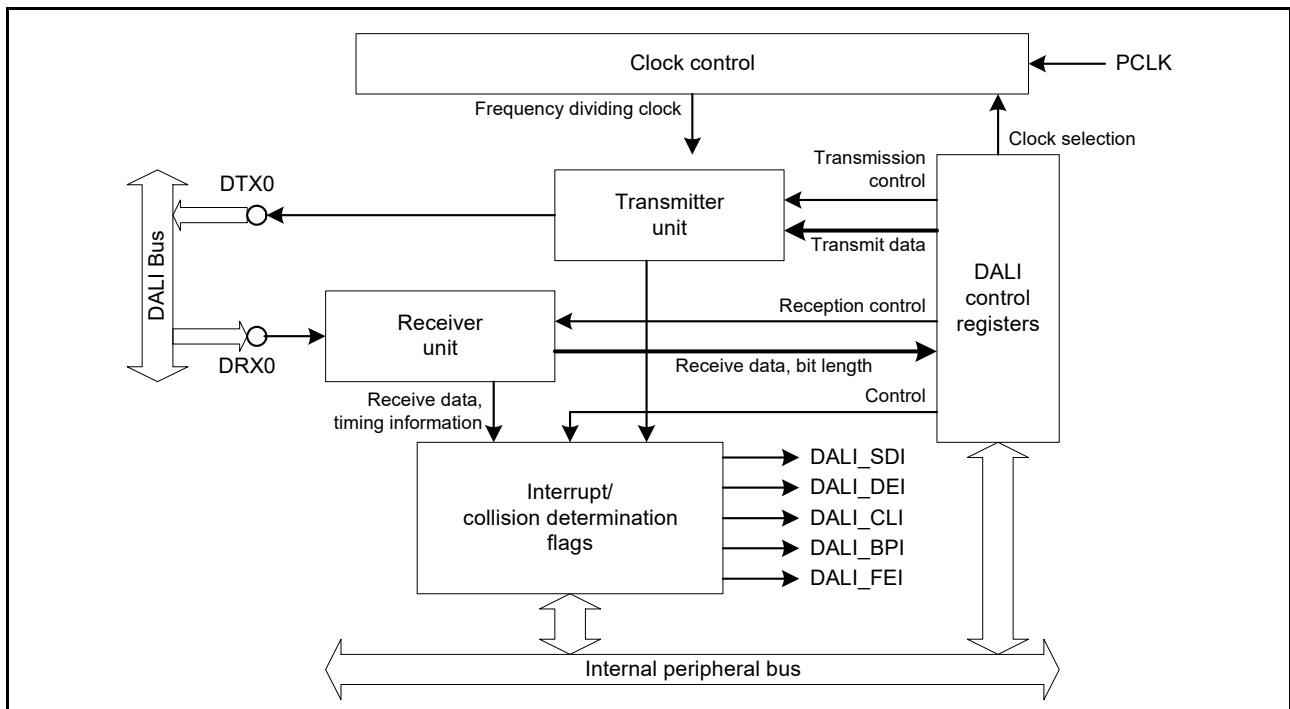 Clock control
PCLK
Frequency dividing clock
Clock selection
Transmission
control
DTX0
Transmitter
unit
Transmit data
DALI Bus
DALI
control
registers
Reception control
Receiver
unit
DRX0
Receive data, bit length
Receive data,
timing information
Control
Interrupt/
collision determination
flags
DALI_SDI
DALI_DEI
DALI_CLI
DALI_BPI
DALI_FEI
Internal peripheral bus